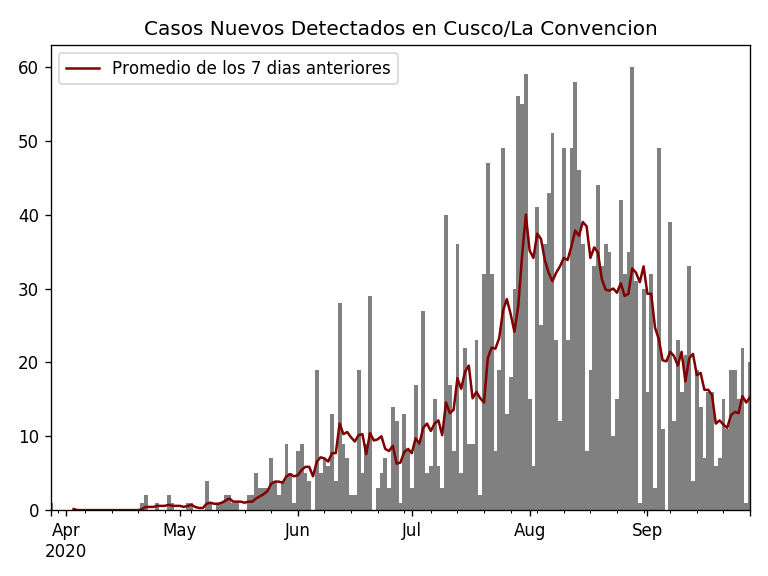 Casos Nuevos Detectados en Cusco/La Convencion
Promedio de los 7 dias anteriores
60
50
40
30
20
10
0
Apr May Jun Jul Aug Sep
2020